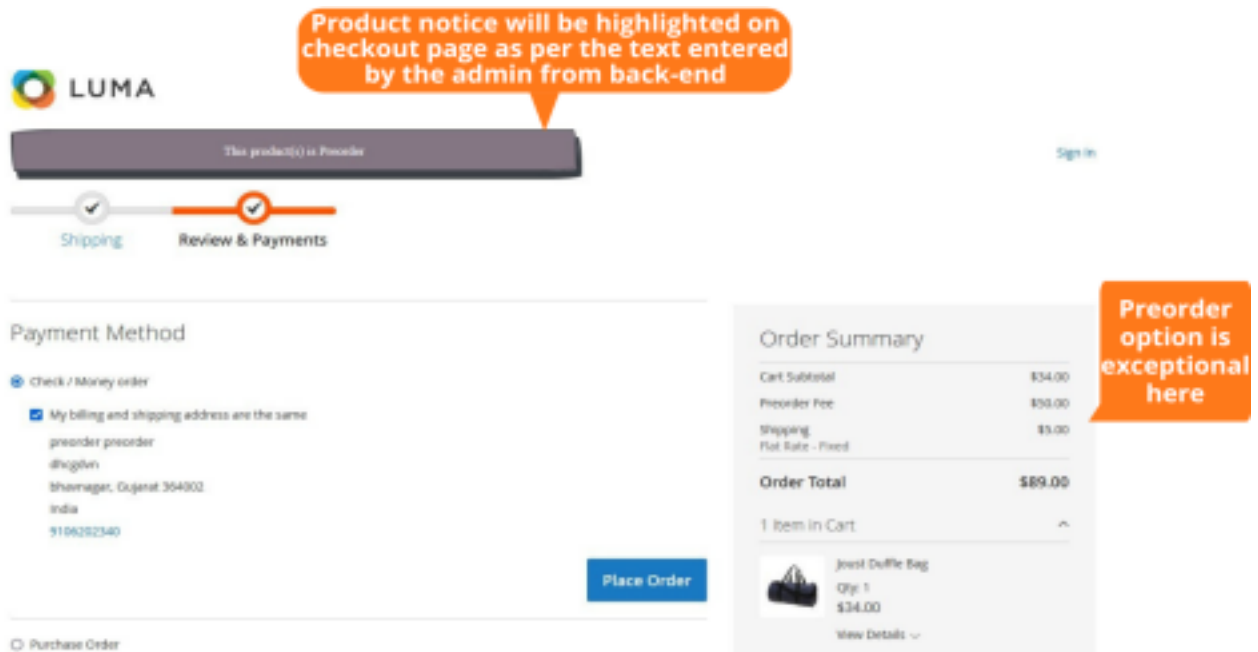 Product notice will be highlighted on
checkout page as per the text entered
by the admin from back-end
LUMA
This product(s) is Preorder
Sign In
Shipping
Review & Payments
Payment Method
Check / Money order
My billing and shipping address are the same
preorder preorder
bhavnagar, Gujarat 364002
India
9106202340
Place Order
Purchase Order
Order Summary
Cart Subtotal $34.00
Preorder Fee $50.00
Shipping $5.00
Flat Rate - Fixed
Order Total $89.00
1 Item in Cart
Joust Duffle Bag
Qty: 1
$34.00
View Details
Preorder
option is
exceptional
here